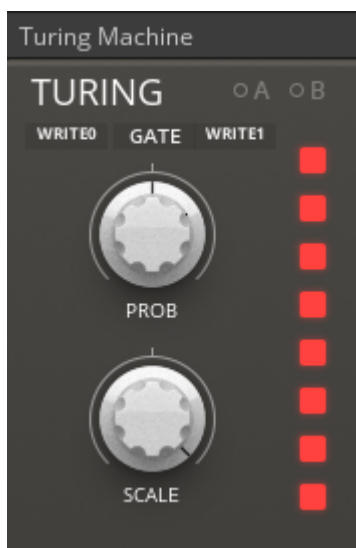 Turing Machine
TURING A B
WRITE0 GATE WRITE1
PROB
SCALE